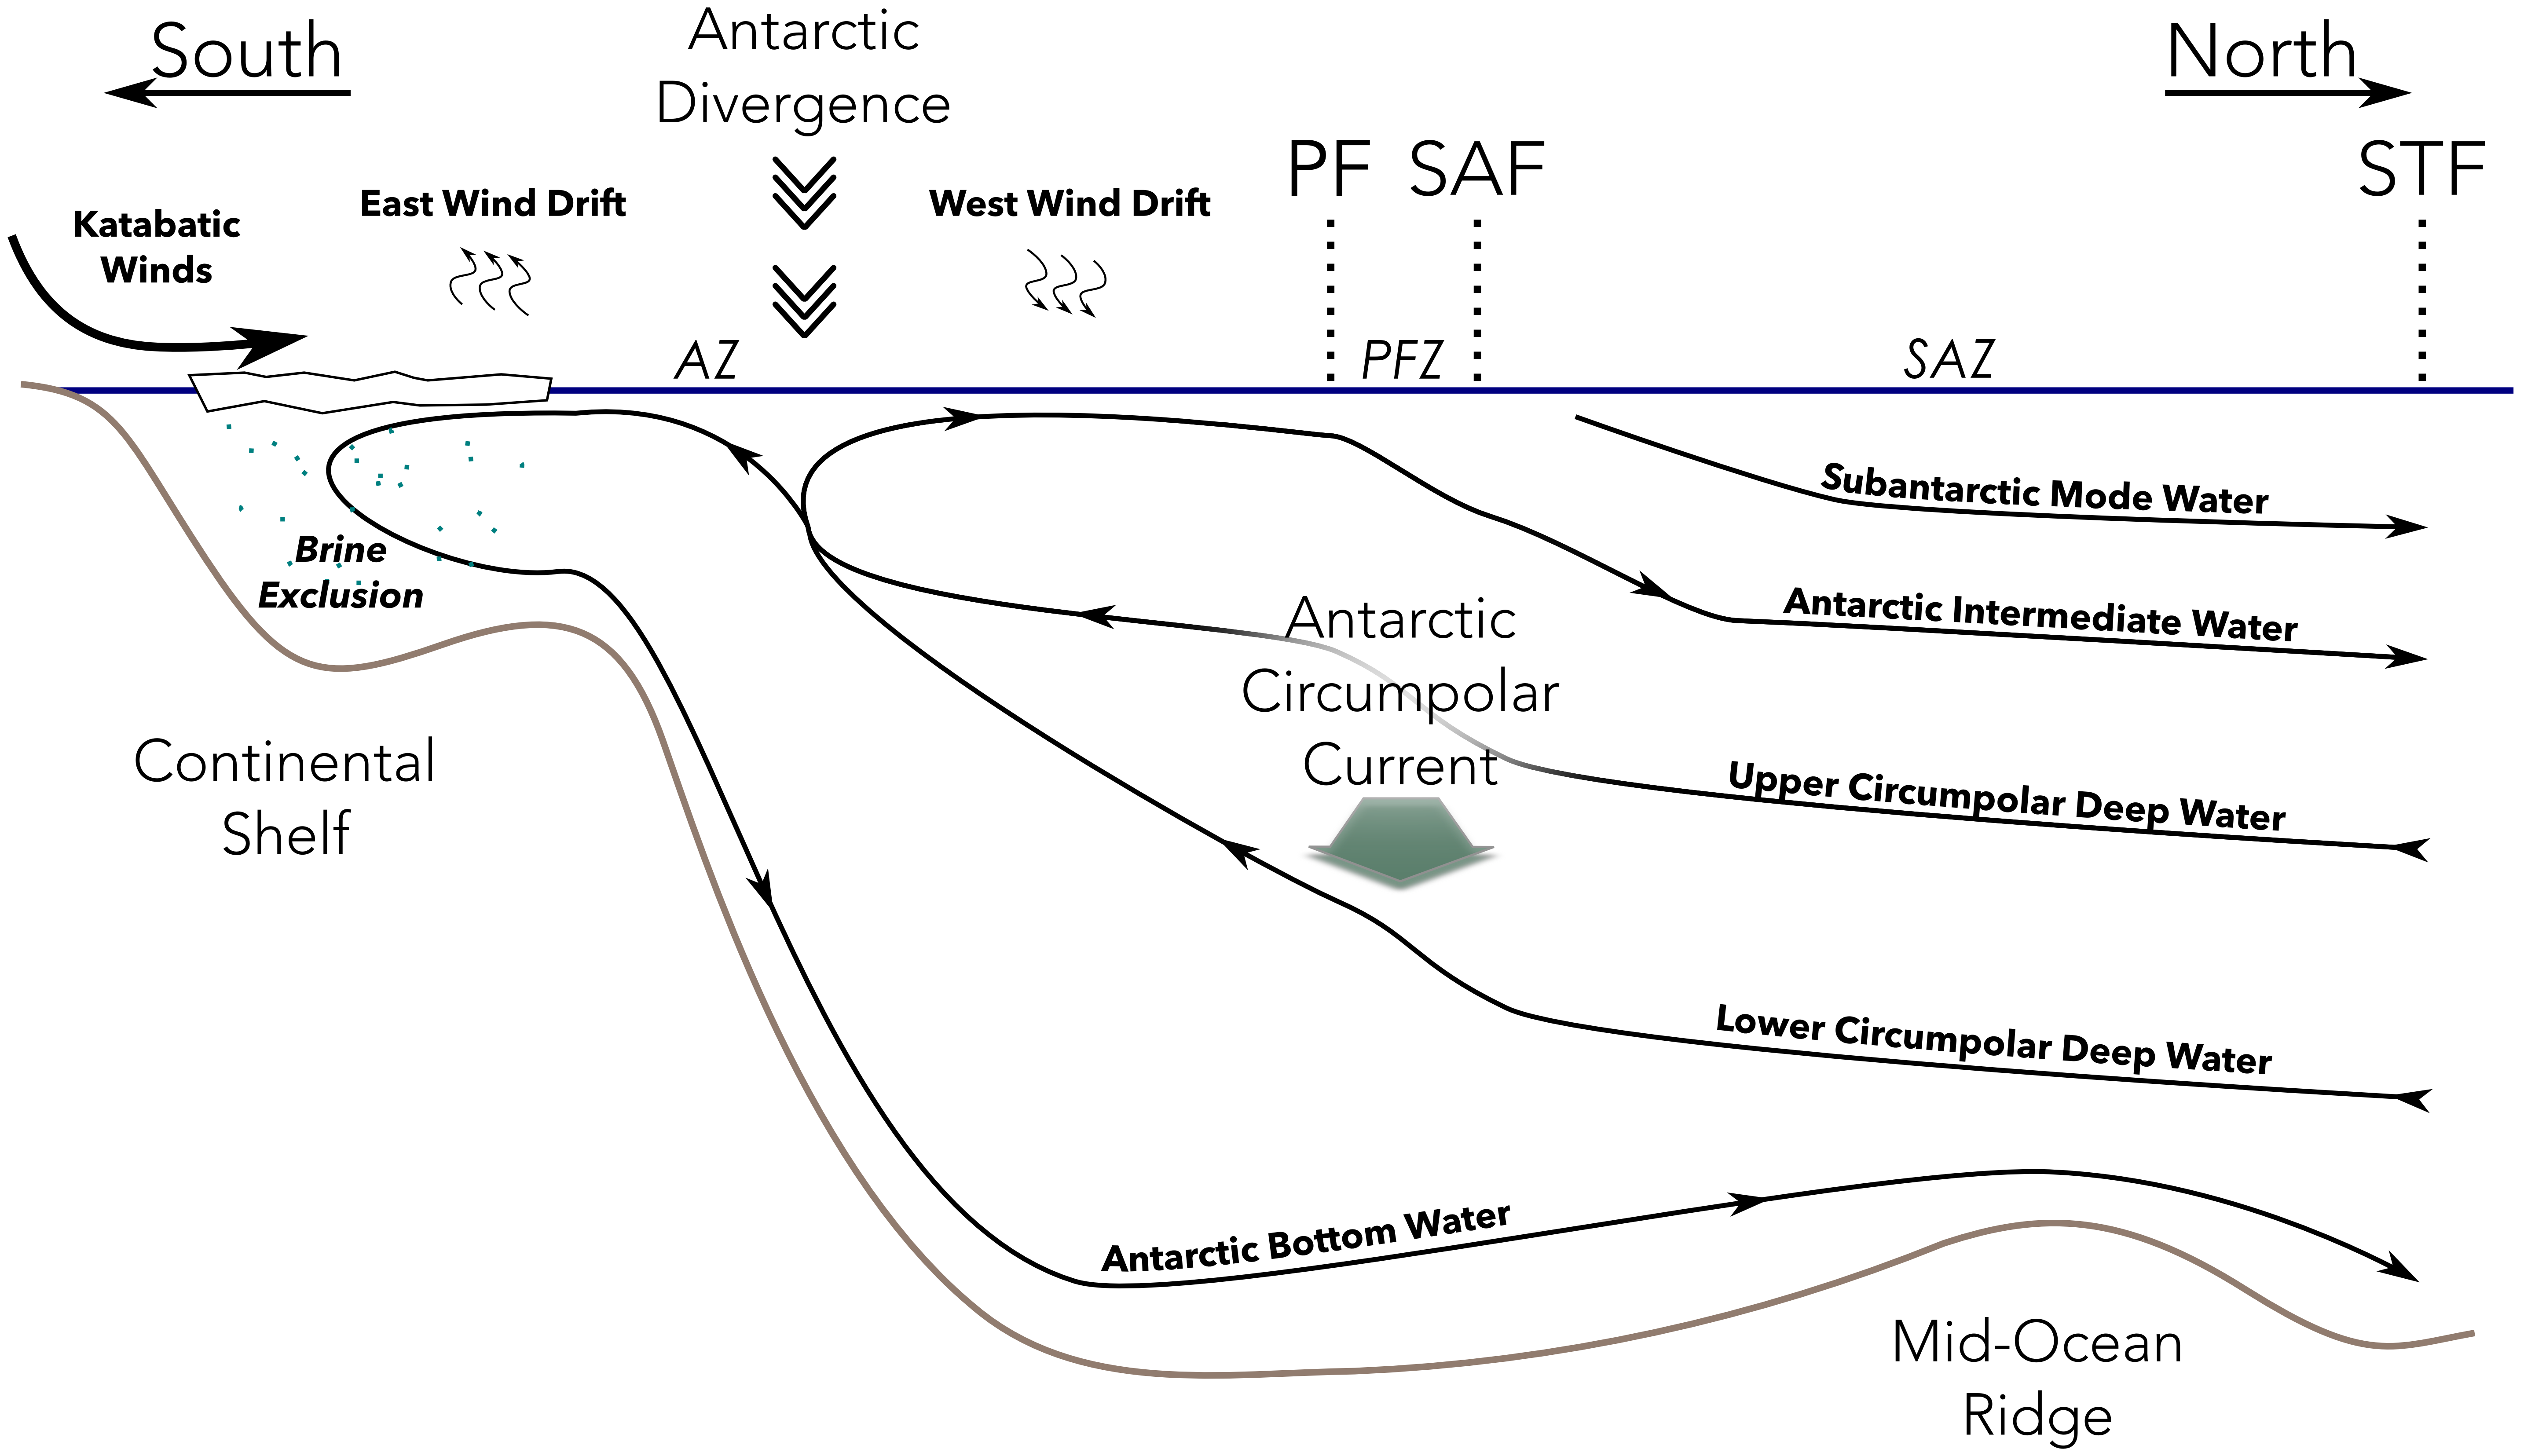 South
Antarctic
Divergence
North
PF
SAF
STF
Katabatic
Winds
East Wind Drift
West Wind Drift
AZ
PFZ
SAZ
Subantarctic Mode Water
Brine
Exclusion
Antarctic Intermediate Water
Antarctic
Circumpolar
Current
Continental
Shelf
Upper Circumpolar Deep Water
Lower Circumpolar Deep Water
Antarctic Bottom Water
Mid-Ocean
Ridge